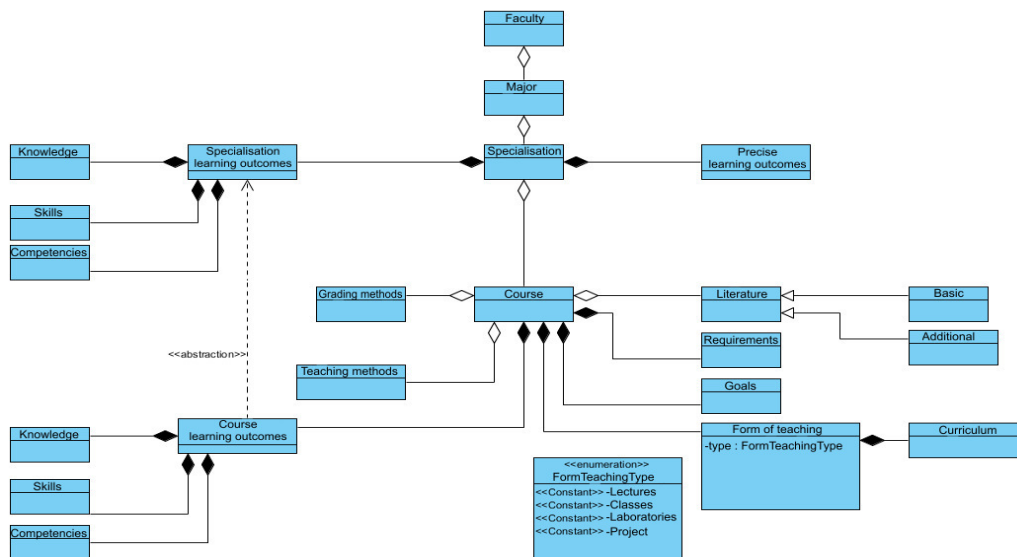 Faculty
Major
Knowledge
Specialisation
learning outcomes
Specialisation
Precise
learning outcomes
Skills
Competencies
Grading methods
Course
Literature
Basic
Additional
Requirements
<<abstraction>>
Teaching methods
Goals
Knowledge
Course
learning outcomes
Form of teaching
-type : FormTeachingType
Curriculum
<<enumeration>>
FormTeachingType
<<Constant>> -Lectures
<<Constant>> -Classes
<<Constant>> -Laboratories
<<Constant>> -Project
Skills
Competencies